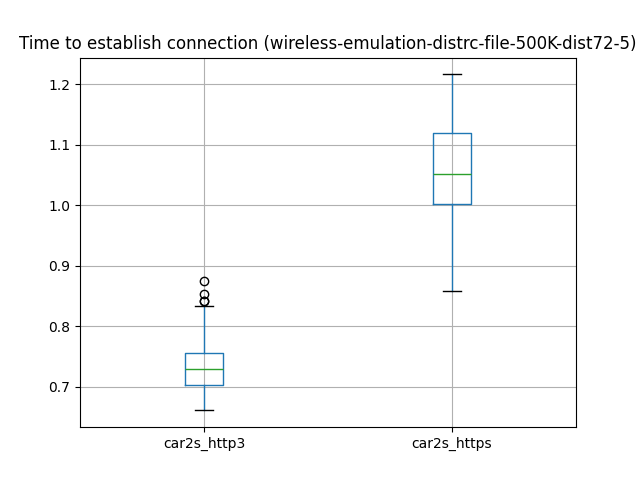 Time to establish connection (wireless-emulation-distrc-file-500K-dist72-5)
1.2
1.1
1.0
0.9
0.8
0.7
car2s_http3
car2s_https